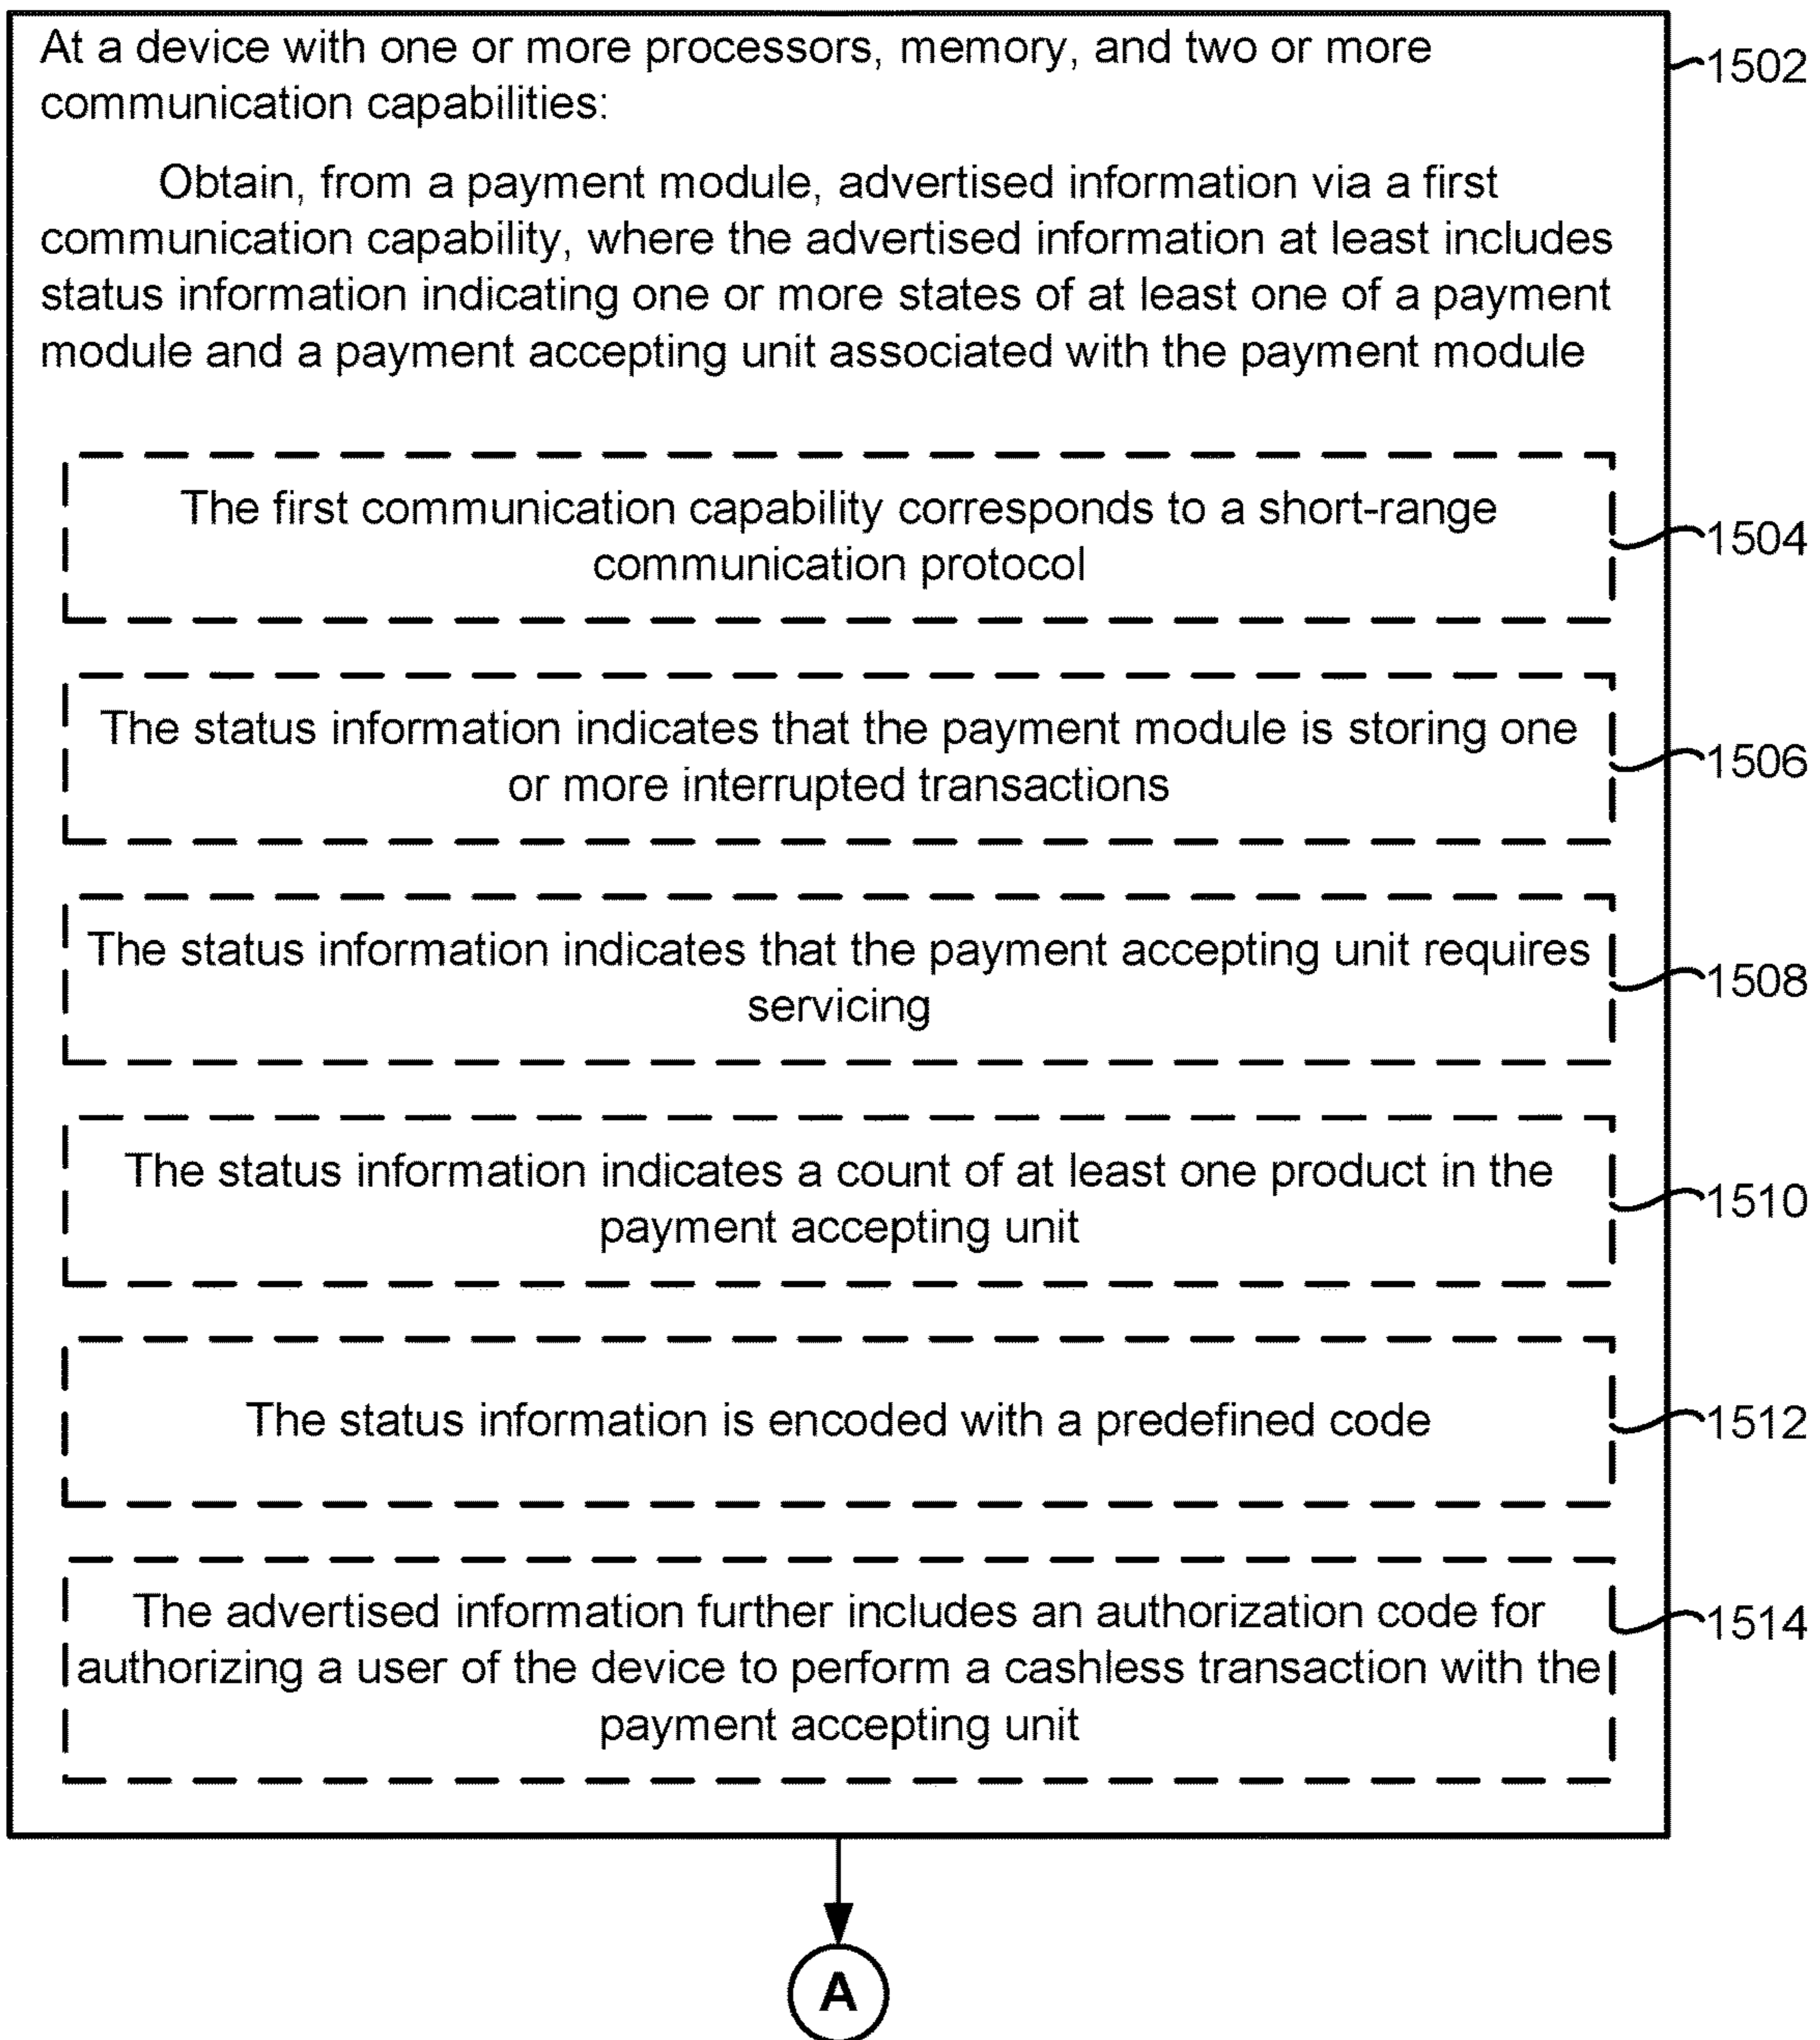 At a device with one or more processors, memory, and two or more
communication capabilities:
1502
Obtain, from a payment module, advertised information via a first
communication capability, where the advertised information at least includes
status information indicating one or more states of at least one of a payment
module and a payment accepting unit associated with the payment module
The first communication capability corresponds to a short-range
communication protocol
1504
The status information indicates that the payment module is storing one
or more interrupted transactions
1506
The status information indicates that the payment accepting unit requires
servicing
1508
The status information indicates a count of at least one product in the
payment accepting unit
1510
The status information is encoded with a predefined code
1512
The advertised information further includes an authorization code for
authorizing a user of the device to perform a cashless transaction with the
payment accepting unit
1514
A